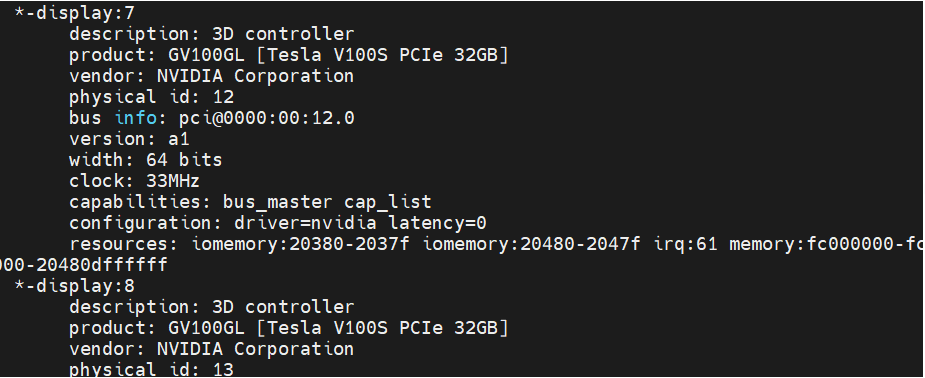 *-display:7
description: 3D controller
product: GV100GL [Tesla V100S PCIe 32GB]
vendor: NVIDIA Corporation
physical id: 12
bus info: pci@0000:00:12.0
version: a1
width: 64 bits
clock: 33MHz
capabilities: bus_master cap_list
configuration: driver=nvidia latency=0
resources: iomemory:20380-2037f iomemory:20480-2047f irq:61 memory:fc000000-fc
000-20480dffffff
*-display:8
description: 3D controller
product: GV100GL [Tesla V100S PCIe 32GB]
vendor: NVIDIA Corporation
physical id: 13